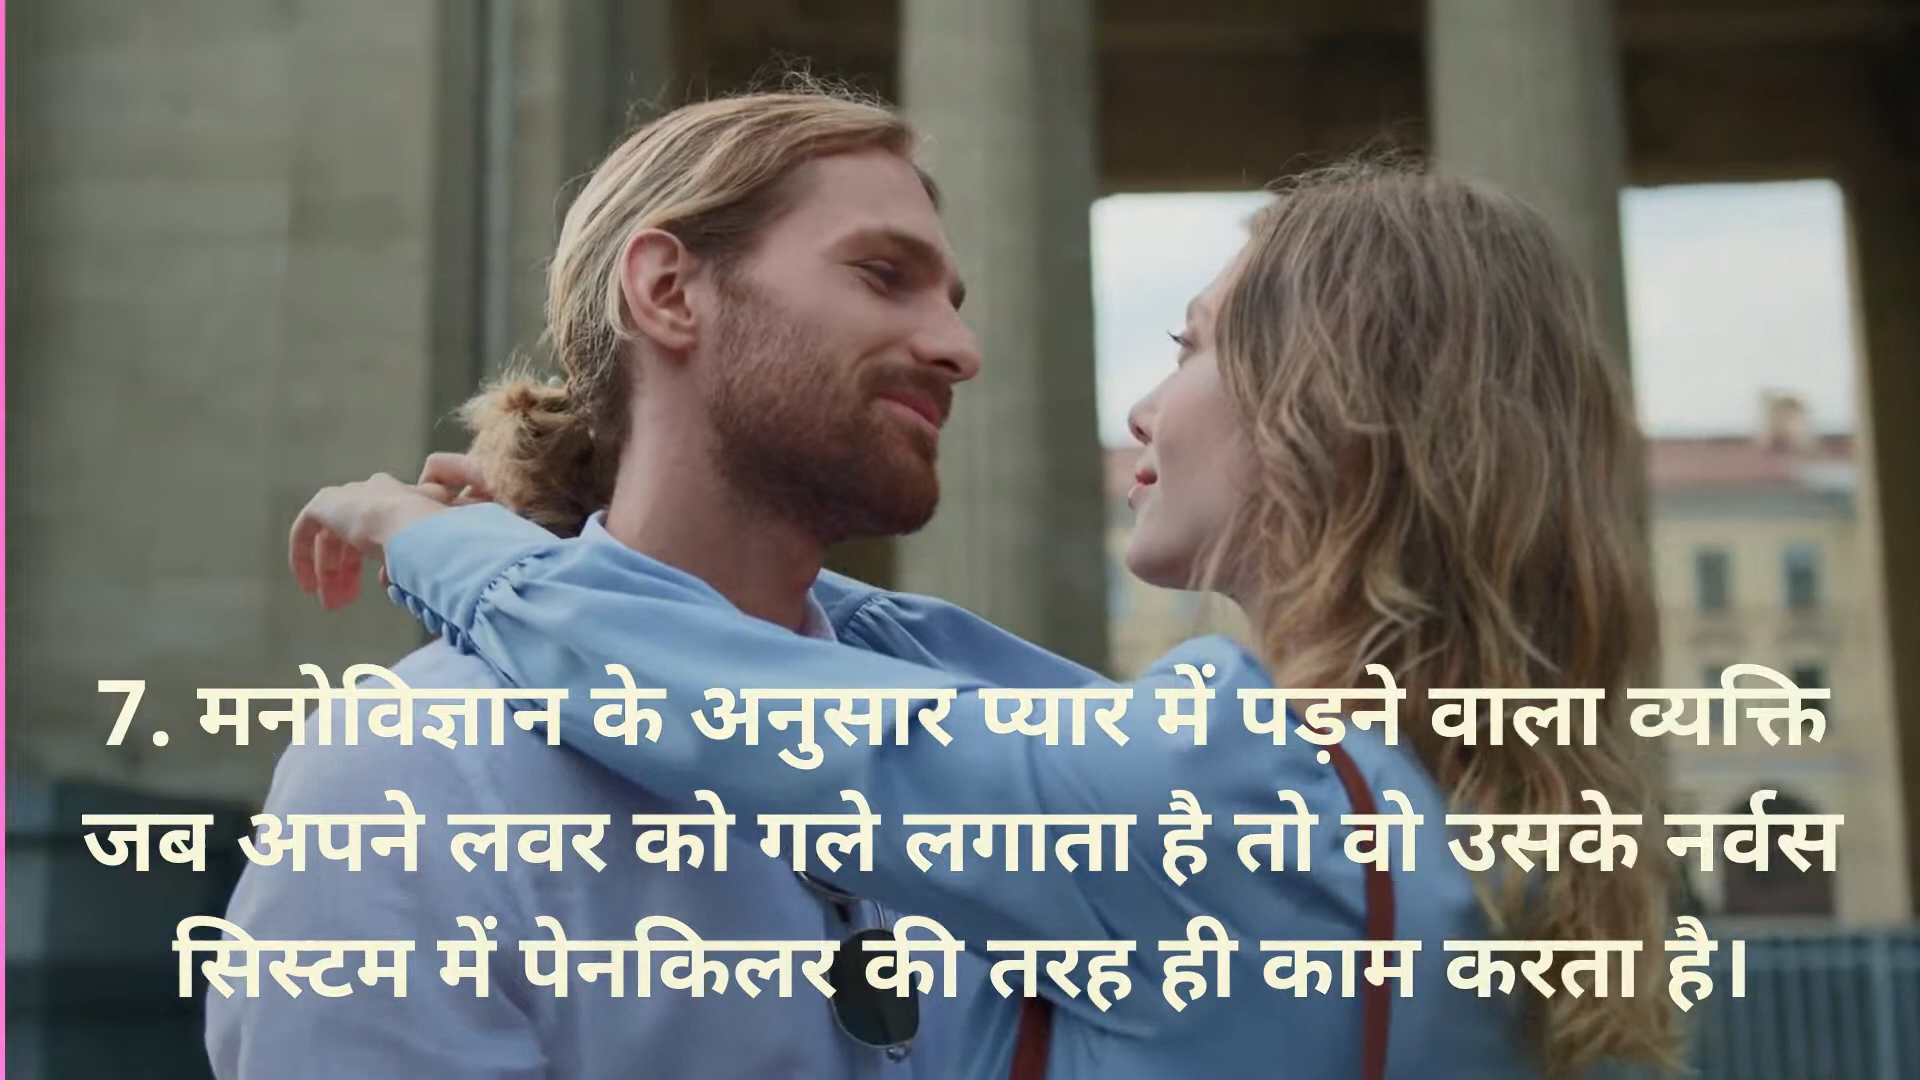 7. मनोविज्ञान के अनुसार प्यार में पड़ने वाला व्यक्ति
जब अपने लवर को गले लगाता है तो वो उसके नर्वस
सिस्टम में पेनकिलर की तरह ही काम करता है।